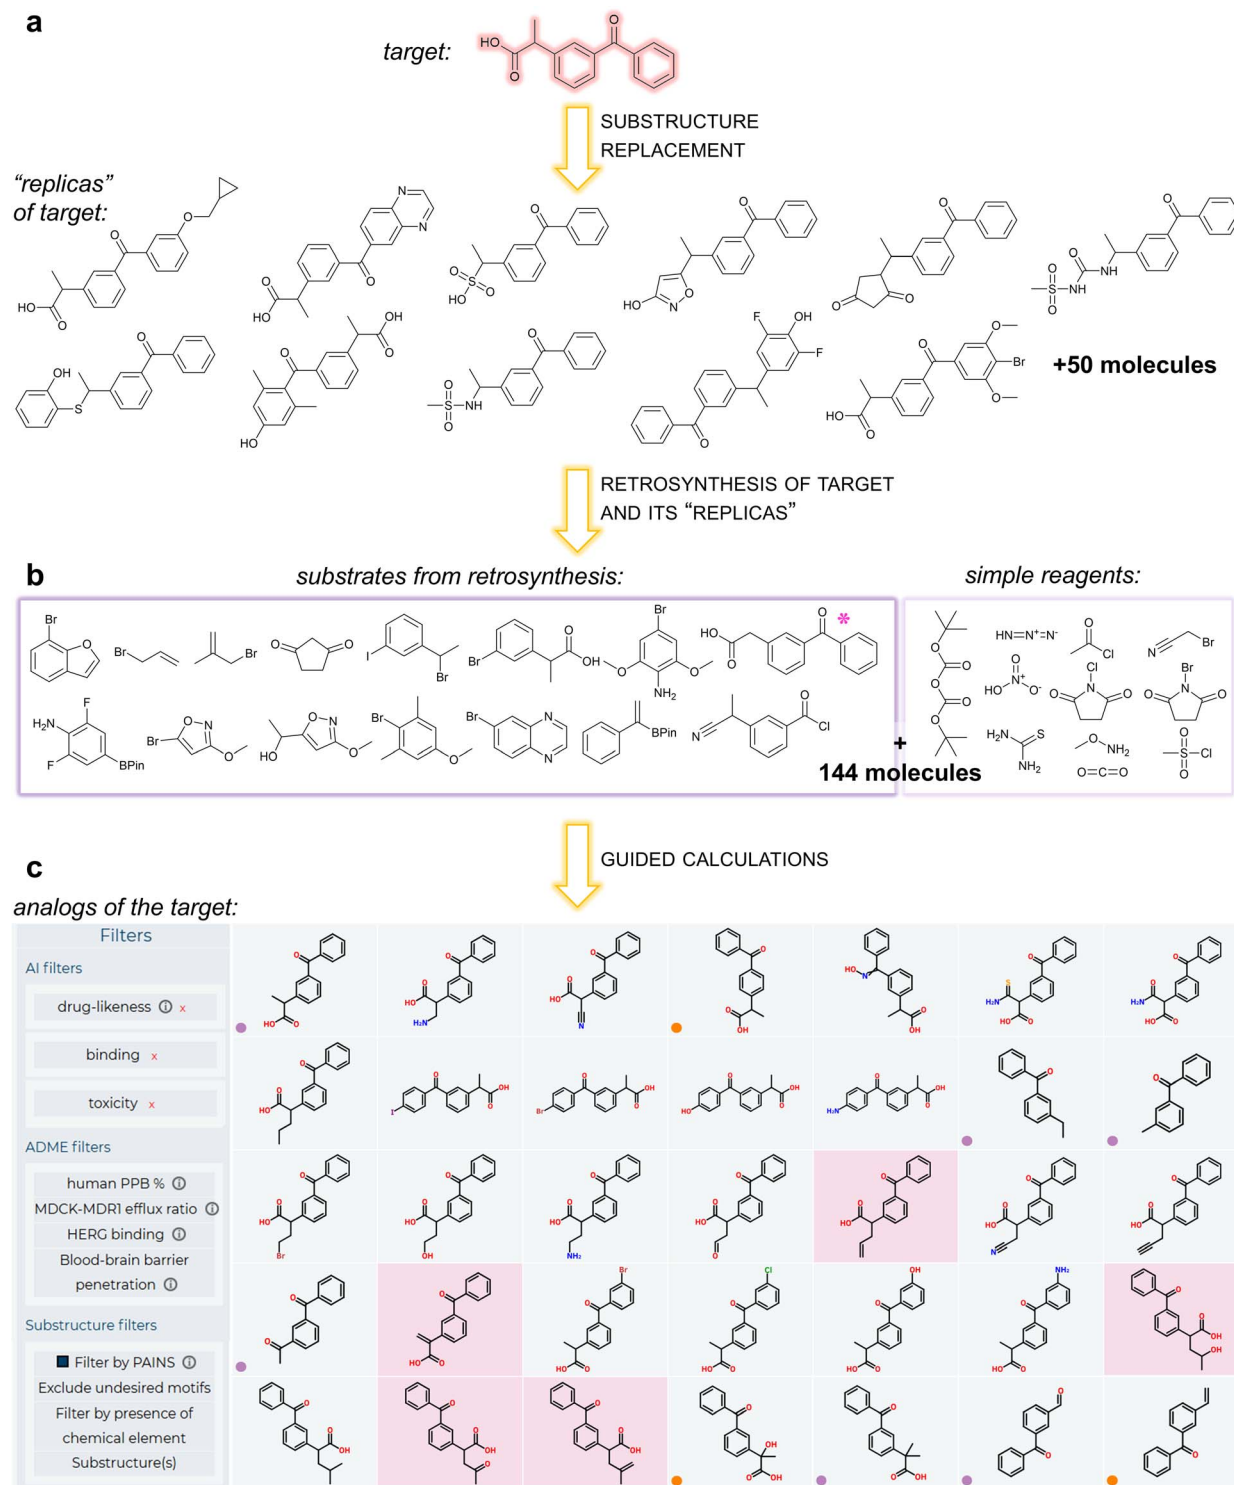 a
target:
SUBSTRUCTURE
REPLACEMENT
“replicas”
of target:
+50 molecules
RETROSYNTHESIS OF TARGET
AND ITS “REPLICAS”
b
substrates from retrosynthesis:
simple reagents:
*
+
144 molecules
GUIDED CALCULATIONS
c
analogs of the target:
Filters
AI filters
drug-likeness ⓘ x
binding x
toxicity x
ADME filters
human PPB % ⓘ
MDCK-MDR1 efflux ratio ⓘ
HERG binding ⓘ
Blood-brain barrier
penetration ⓘ
Substructure filters
Filter by PAINS ⓘ
Exclude undesired motifs
Filter by presence of
chemical element
Substructure(s)